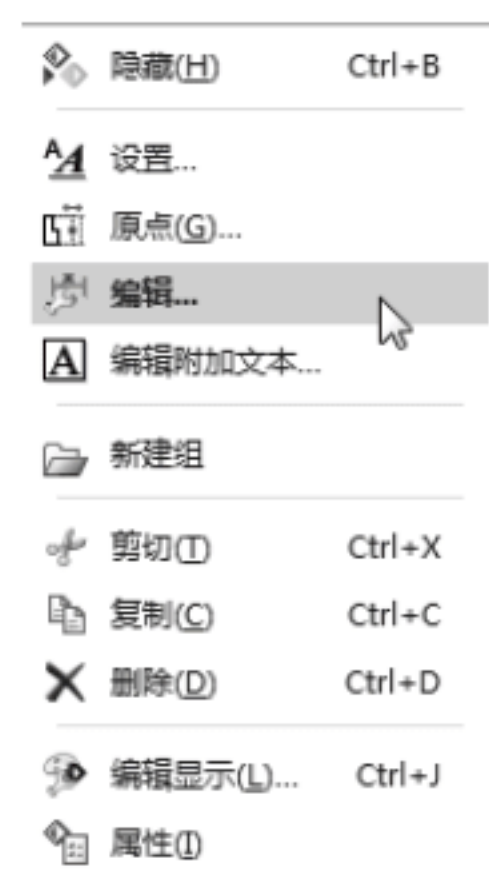 隐藏(H) Ctrl+B
设置...
原点(G)...
编辑...
编辑附加文本...
新建组
剪切(T) Ctrl+X
复制(C) Ctrl+C
删除(D) Ctrl+D
编辑显示(L)... Ctrl+J
属性(I)